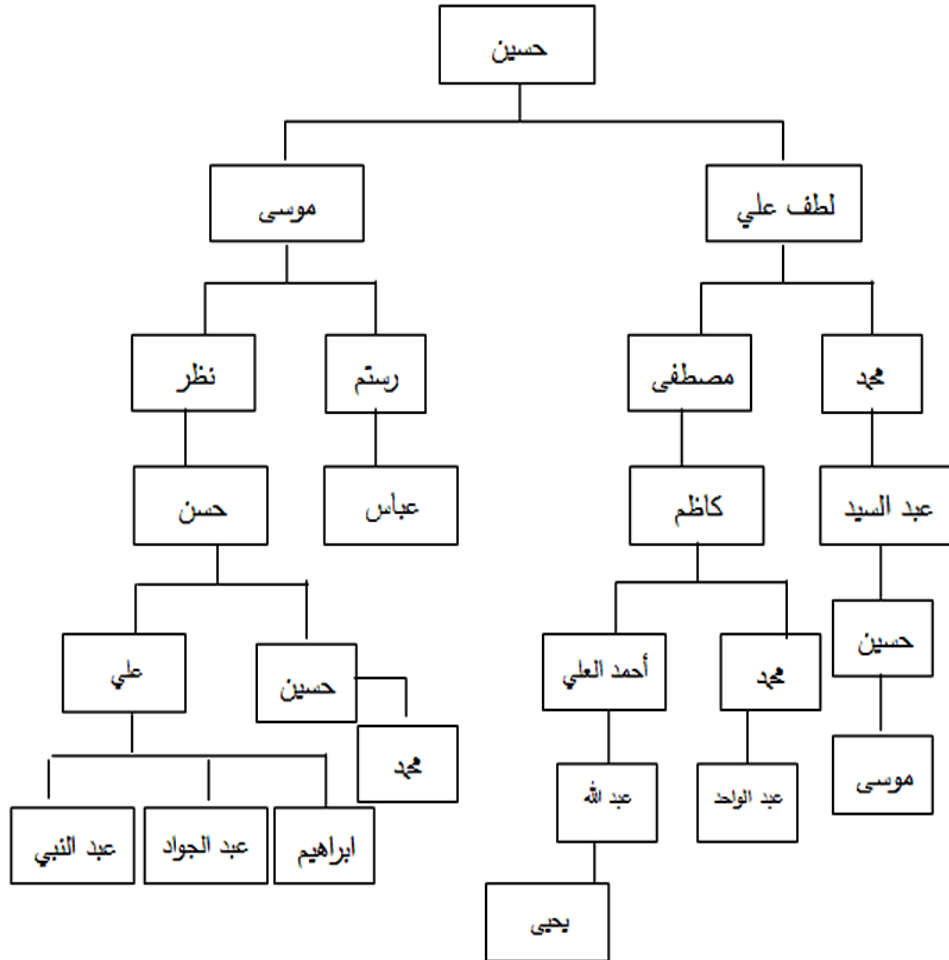 حسين
لطف علي
موسى
محمد
مصطفى
رستم
نظر
عبد السيد
كاظم
عباس
حسن
حسين
محمد
أحمد العلي
حسين
علي
موسى
عبد الواحد
عبد الله
محمد
ابراهيم
عبد الجواد
عبد النبي
يحيى